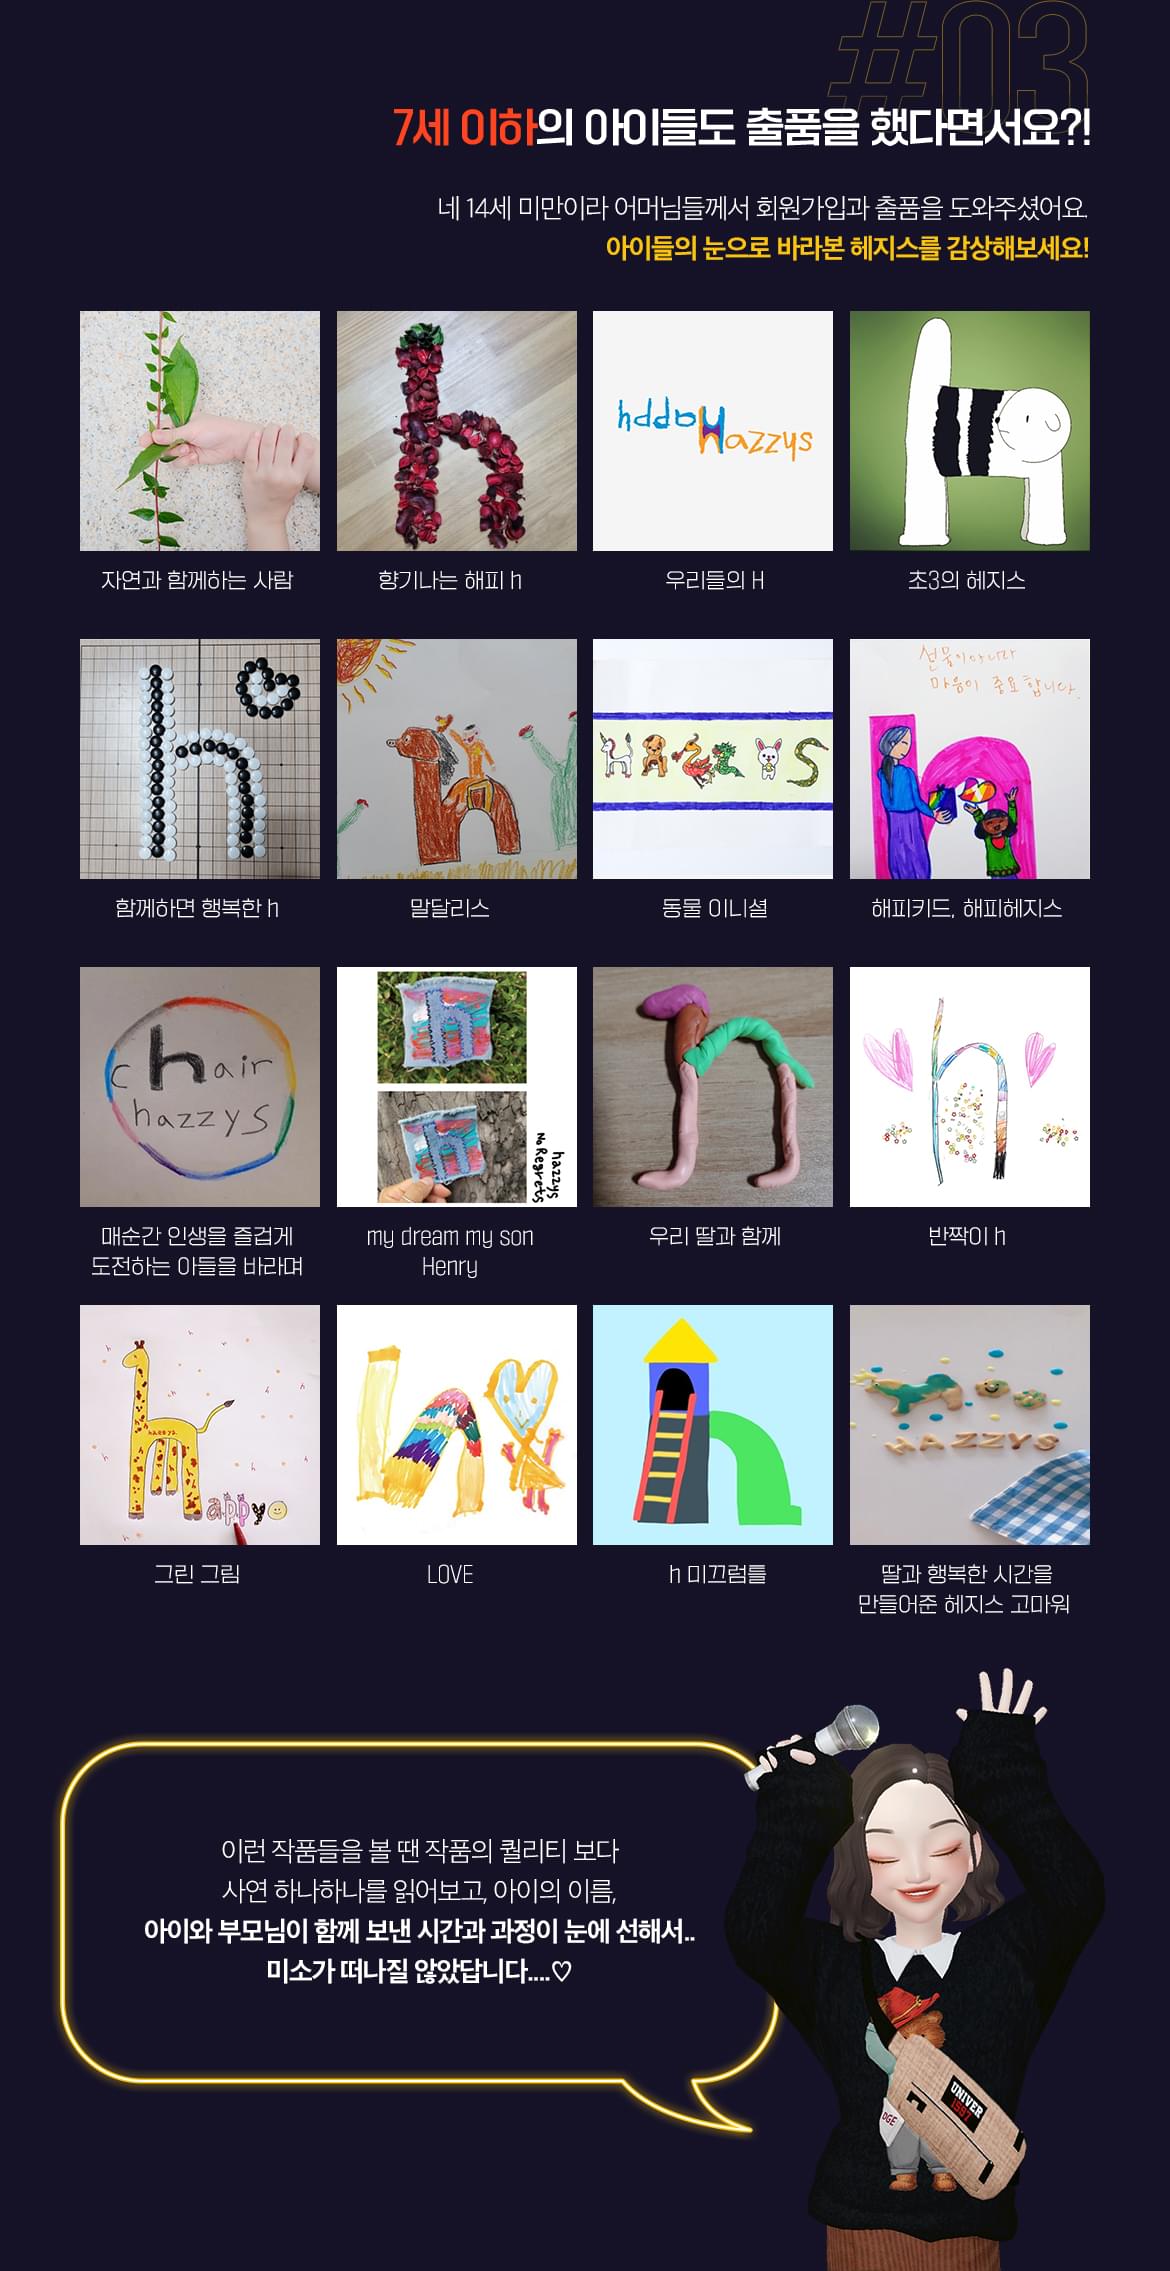 #03
7세 이하의 아이들도 출품을 했다면서요?!
네 14세 미만이라 어머님들께서 회원가입과 출품을 도와주셨어요.
아이들의 눈으로 바라본 헤지스를 감상해보세요!
Hazzys
자연과 함께하는 사람
향기나는 해피 h
우리들의 H
초3의 헤지스
선물이 아니라
마음이 중요합니다.
h
HAZZYS
함께하면 행복한 h
말달리스
동물 이니셜
해피키드, 해피헤지스
chair
hazzys
h
hazzys
No Regrets
h
매순간 인생을 즐겁게
도전하는 아들을 바라며
my dream my son
Henry
우리 딸과 함께
반짝이 h
hazzys
happy
h
HAZZYS
그린 그림
LOVE
h 미끄럼틀
딸과 행복한 시간을
만들어준 헤지스 고마워
이런 작품들을 볼 땐 작품의 퀄리티 보다
사연 하나하나를 읽어보고, 아이의 이름,
아이와 부모님이 함께 보낸 시간과 과정이 눈에 선해서..
미소가 떠나질 않았답니다....♡
UNIVER
1997
DGE